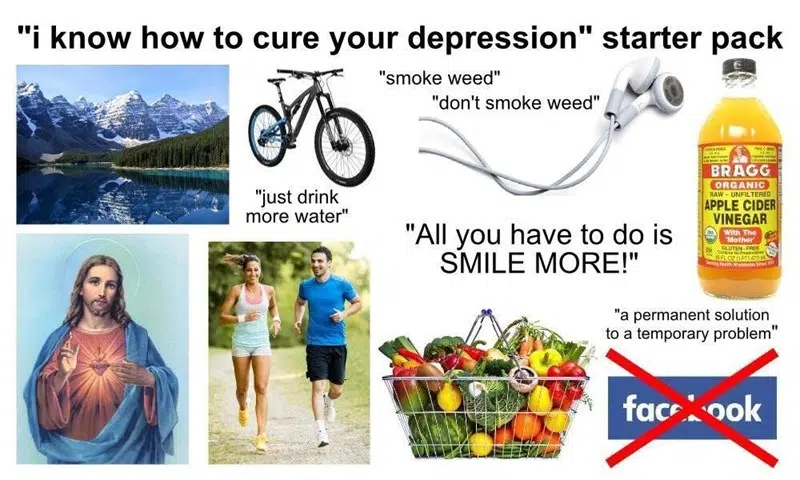 "i know how to cure your depression" starter pack
"smoke weed"
"don't smoke weed"
"just drink
more water"
"All you have to do is
SMILE MORE!"
BRAGG
ORGANIC
RAW - UNFILTERED
APPLE CIDER
VINEGAR
With The
'Mother'
GLUTEN-FREE
"a permanent solution
to a temporary problem"
facebook